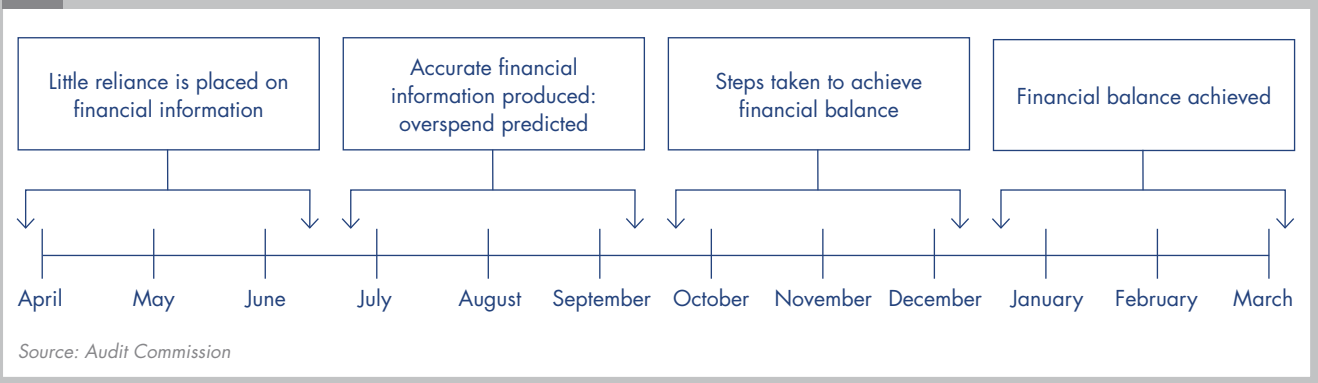 Little reliance is placed on
financial information
Accurate financial
information produced:
overspend predicted
Steps taken to achieve
financial balance
Financial balance achieved
April May June July August September October November December January February March
Source: Audit Commission